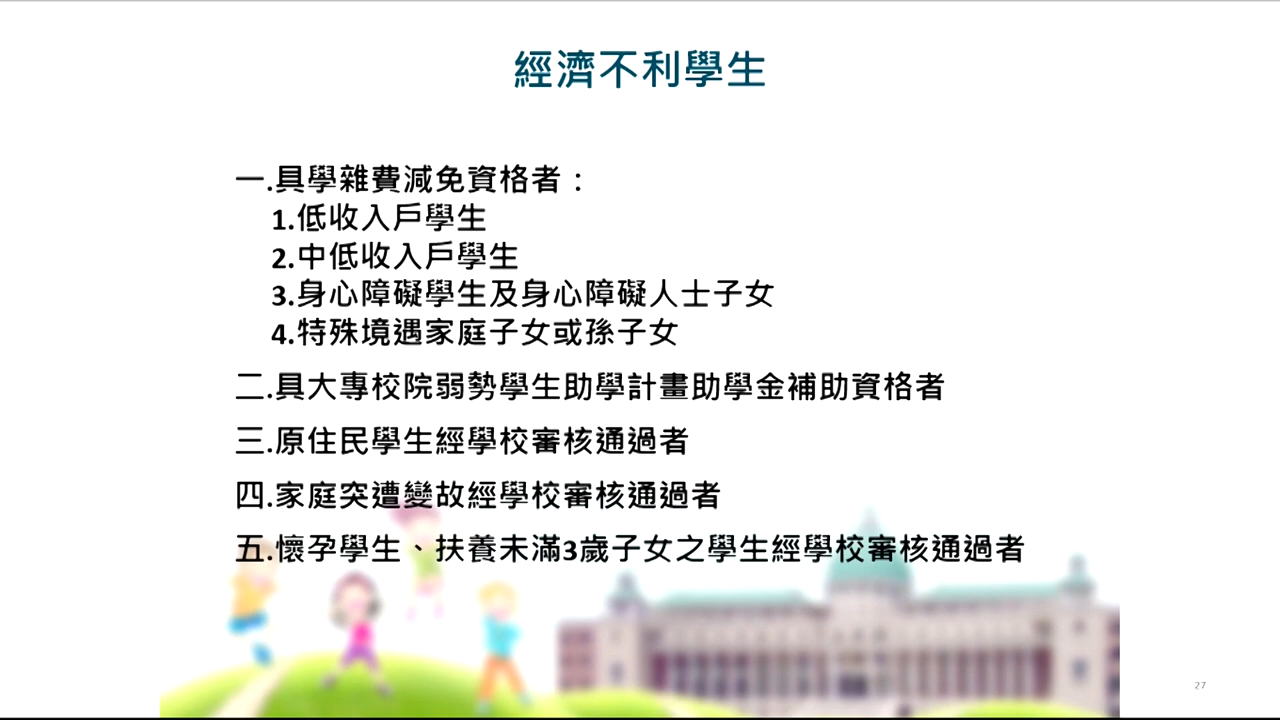 經濟不利學生
一.具學雜費減免資格者：
1.低收入戶學生
2.中低收入戶學生
3.身心障礙學生及身心障礙人士子女
4.特殊境遇家庭子女或孫子女
二.具大專校院弱勢學生助學計畫助學金補助資格者
三.原住民學生經學校審核通過者
四.家庭突遭變故經學校審核通過者
五.懷孕學生、扶養未滿3歲子女之學生經學校審核通過者
27